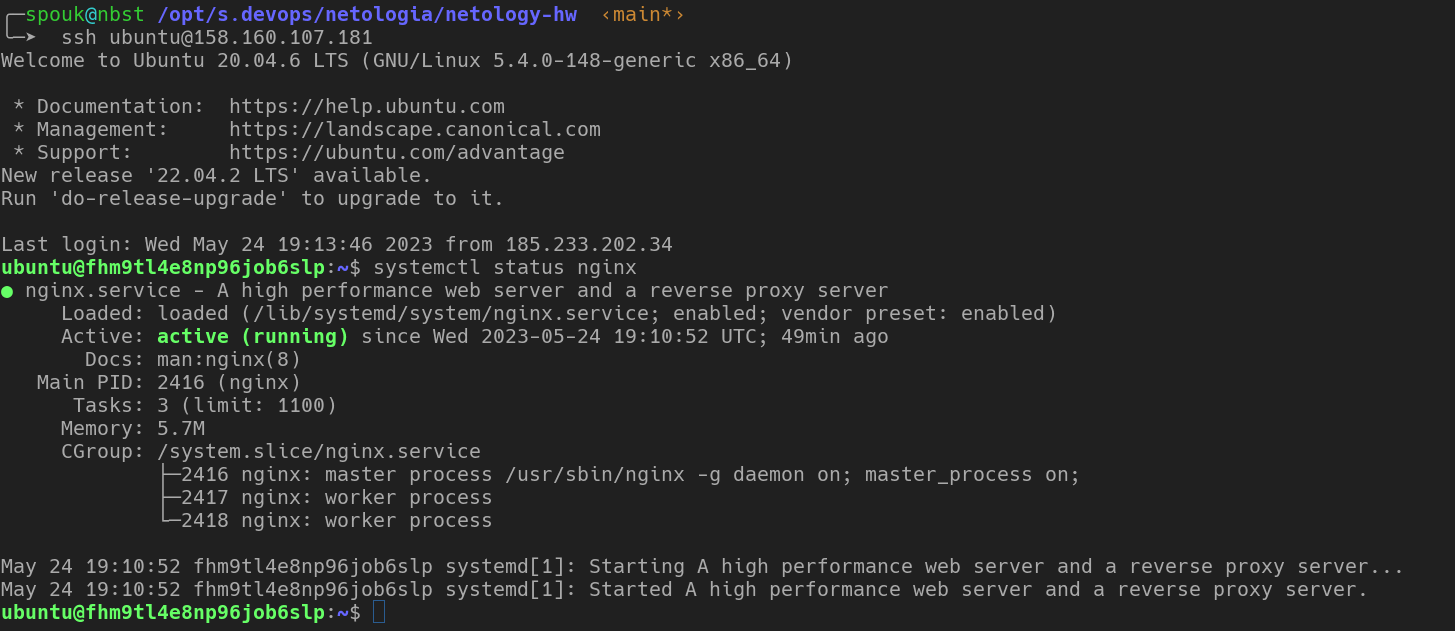 ╭─spouk@nbst /opt/s.devops/netologia/netology-hw  ‹main*›
╰─➤  ssh ubuntu@158.160.107.181
Welcome to Ubuntu 20.04.6 LTS (GNU/Linux 5.4.0-148-generic x86_64)

 * Documentation:  https://help.ubuntu.com
 * Management:     https://landscape.canonical.com
 * Support:        https://ubuntu.com/advantage
New release '22.04.2 LTS' available.
Run 'do-release-upgrade' to upgrade to it.

Last login: Wed May 24 19:13:46 2023 from 185.233.202.34
ubuntu@fhm9tl4e8np96job6slp:~$ systemctl status nginx
● nginx.service - A high performance web server and a reverse proxy server
     Loaded: loaded (/lib/systemd/system/nginx.service; enabled; vendor preset: enabled)
     Active: active (running) since Wed 2023-05-24 19:10:52 UTC; 49min ago
       Docs: man:nginx(8)
   Main PID: 2416 (nginx)
      Tasks: 3 (limit: 1100)
     Memory: 5.7M
     CGroup: /system.slice/nginx.service
             ├─2416 nginx: master process /usr/sbin/nginx -g daemon on; master_process on;
             ├─2417 nginx: worker process
             └─2418 nginx: worker process

May 24 19:10:52 fhm9tl4e8np96job6slp systemd[1]: Starting A high performance web server and a reverse proxy server...
May 24 19:10:52 fhm9tl4e8np96job6slp systemd[1]: Started A high performance web server and a reverse proxy server.
ubuntu@fhm9tl4e8np96job6slp:~$